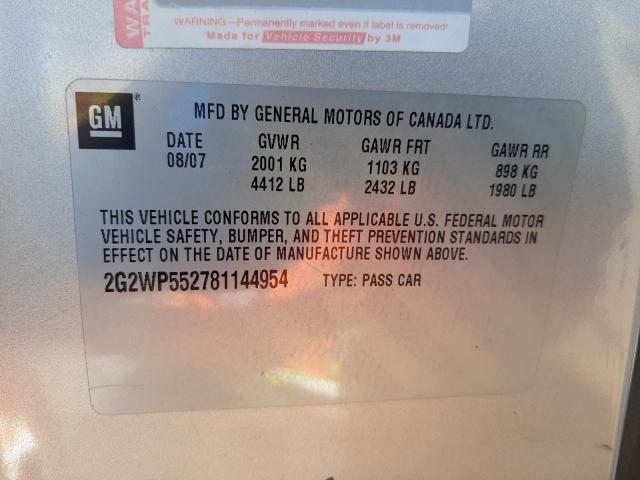 WA
TRA
WARNING—Permanently marked even if label is removed!
Made for Vehicle Security by 3M
GM®
MFD BY GENERAL MOTORS OF CANADA LTD.
DATE GVWR GAWR FRT GAWR RR
08/07 2001 KG 1103 KG 898 KG
4412 LB 2432 LB 1980 LB
THIS VEHICLE CONFORMS TO ALL APPLICABLE U.S. FEDERAL MOTOR
VEHICLE SAFETY, BUMPER, AND THEFT PREVENTION STANDARDS IN
EFFECT ON THE DATE OF MANUFACTURE SHOWN ABOVE.
2G2WP552781144954 TYPE: PASS CAR